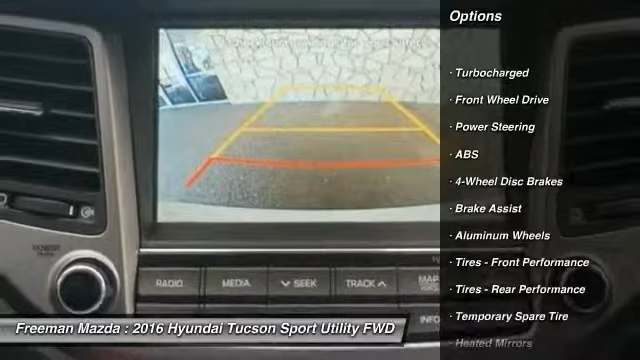 Options
· Turbocharged
· Front Wheel Drive
· Power Steering
· ABS
· 4-Wheel Disc Brakes
· Brake Assist
· Aluminum Wheels
· Tires - Front Performance
· Tires - Rear Performance
· Temporary Spare Tire
· Heated Mirrors
RADIO MEDIA SEEK TRACK MAP
INFO
Freeman Mazda : 2016 Hyundai Tucson Sport Utility FWD